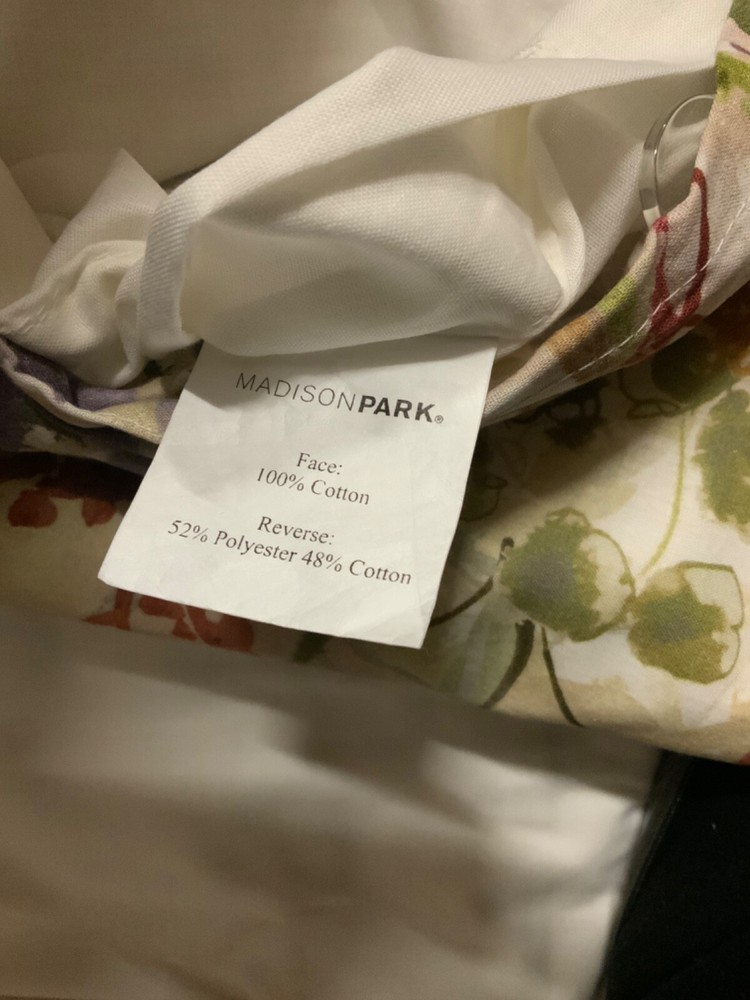 MADISONPARK®
Face:
100% Cotton
Reverse:
52% Polyester 48% Cotton